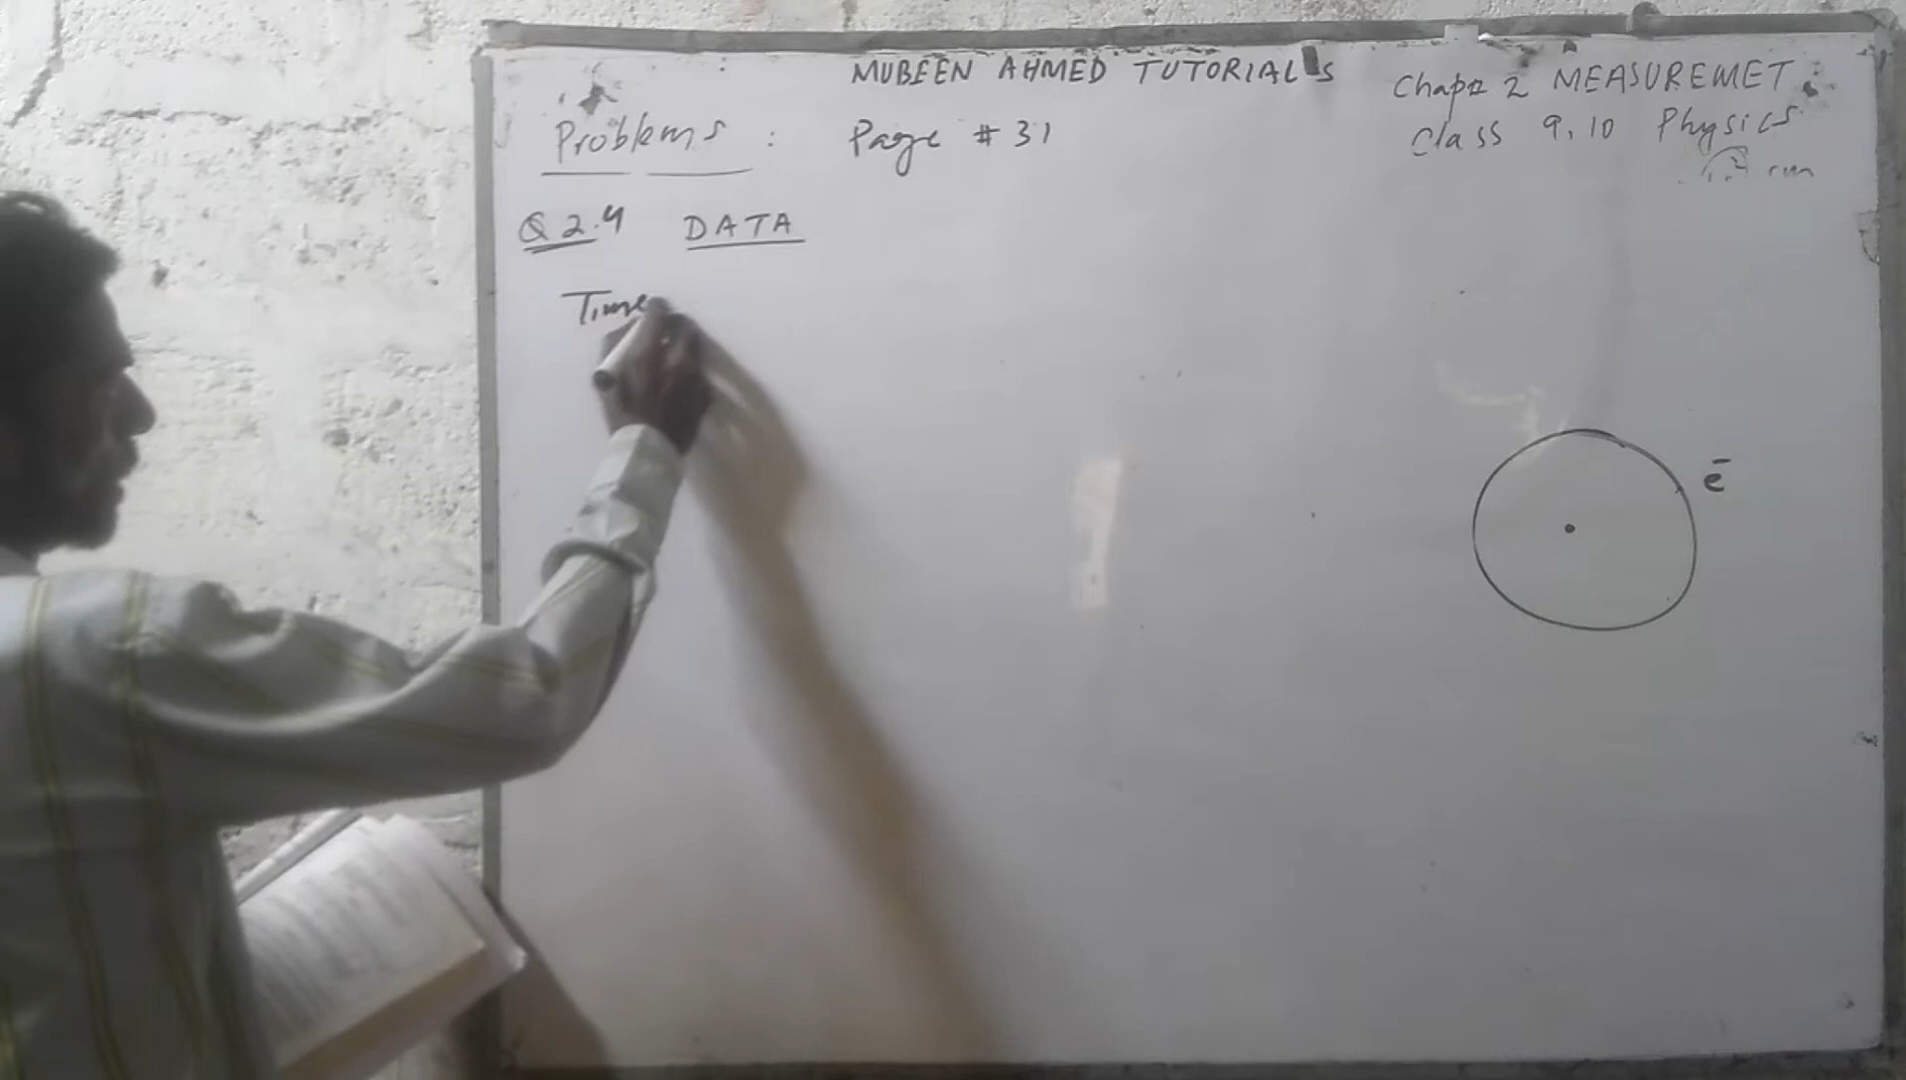 MUBEEN AHMED TUTORIALS
Chap# 2 MEASUREMET
Class 9,10 Physics
Problems : Page # 31
Q 2.4 DATA
Time
ē